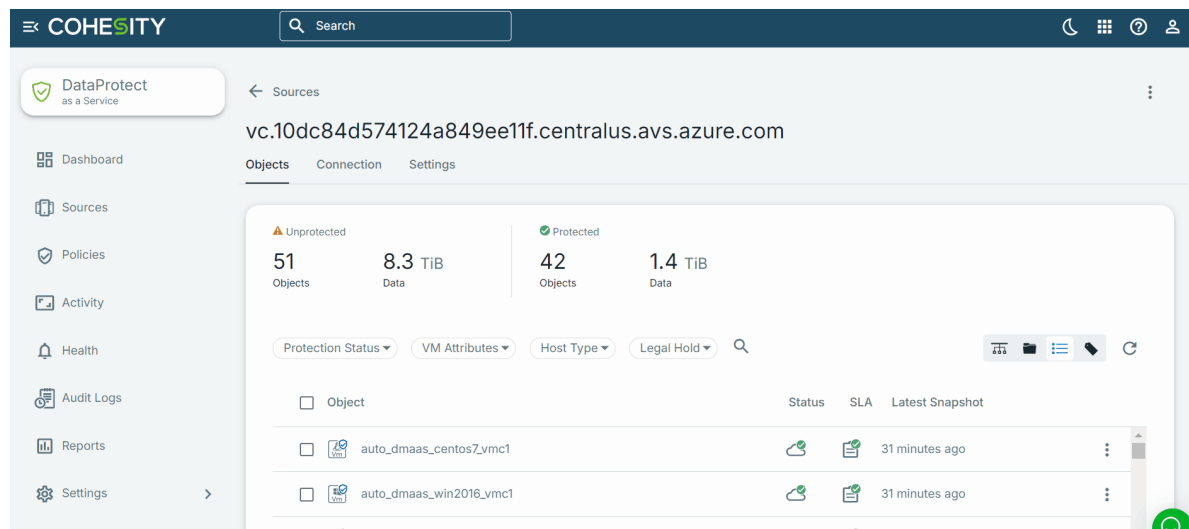 COHESITY
Search
DataProtect
as a Service
Dashboard
Sources
Policies
Activity
Health
Audit Logs
Reports
Settings
Sources
vc.10dc84d574124a849ee11f.centralus.avs.azure.com
Objects Connection Settings
Unprotected Protected
51 8.3 TiB 42 1.4 TiB
Objects Data Objects Data
Protection Status VM Attributes Host Type Legal Hold
Object Status SLA Latest Snapshot
Vm auto_dmaas_centos7_vmc1 31 minutes ago
Vm auto_dmaas_win2016_vmc1 31 minutes ago